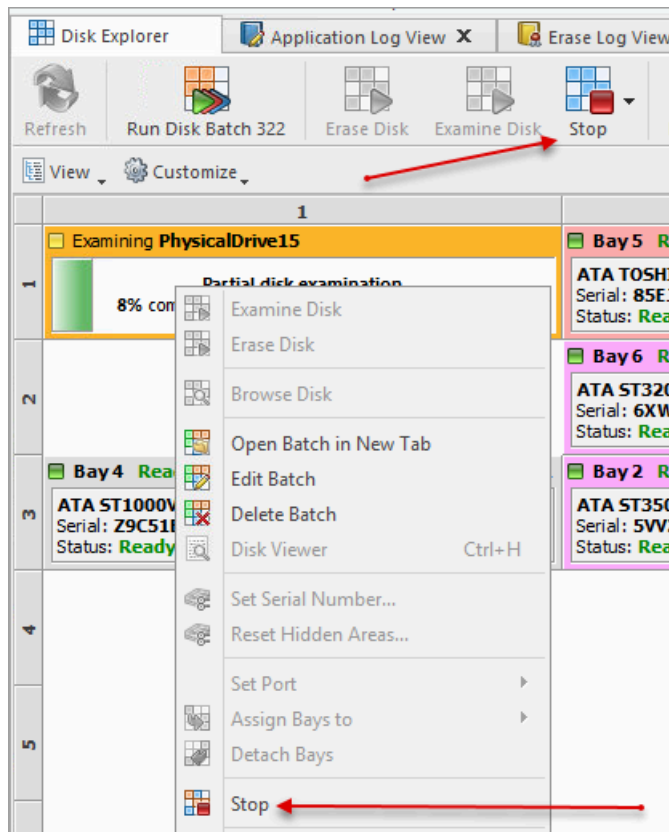 Disk Explorer
Application Log View X
Erase Log View
Refresh
Run Disk Batch 322
Erase Disk
Examine Disk
Stop
View
Customize
1
1
Examining PhysicalDrive15
Partial disk examination
8% com
Bay 5
ATA TOSHI
Serial: 85E
Status: Rea
2
Bay 6
ATA ST320
Serial: 6XW
Status: Rea
3
Bay 4 Rea
ATA ST1000V
Serial: Z9C51
Status: Ready
Bay 2
ATA ST350
Serial: 5VV
Status: Rea
4
5
Examine Disk
Erase Disk
Browse Disk
Open Batch in New Tab
Edit Batch
Delete Batch
Disk Viewer Ctrl+H
Set Serial Number...
Reset Hidden Areas...
Set Port
Assign Bays to
Detach Bays
Stop